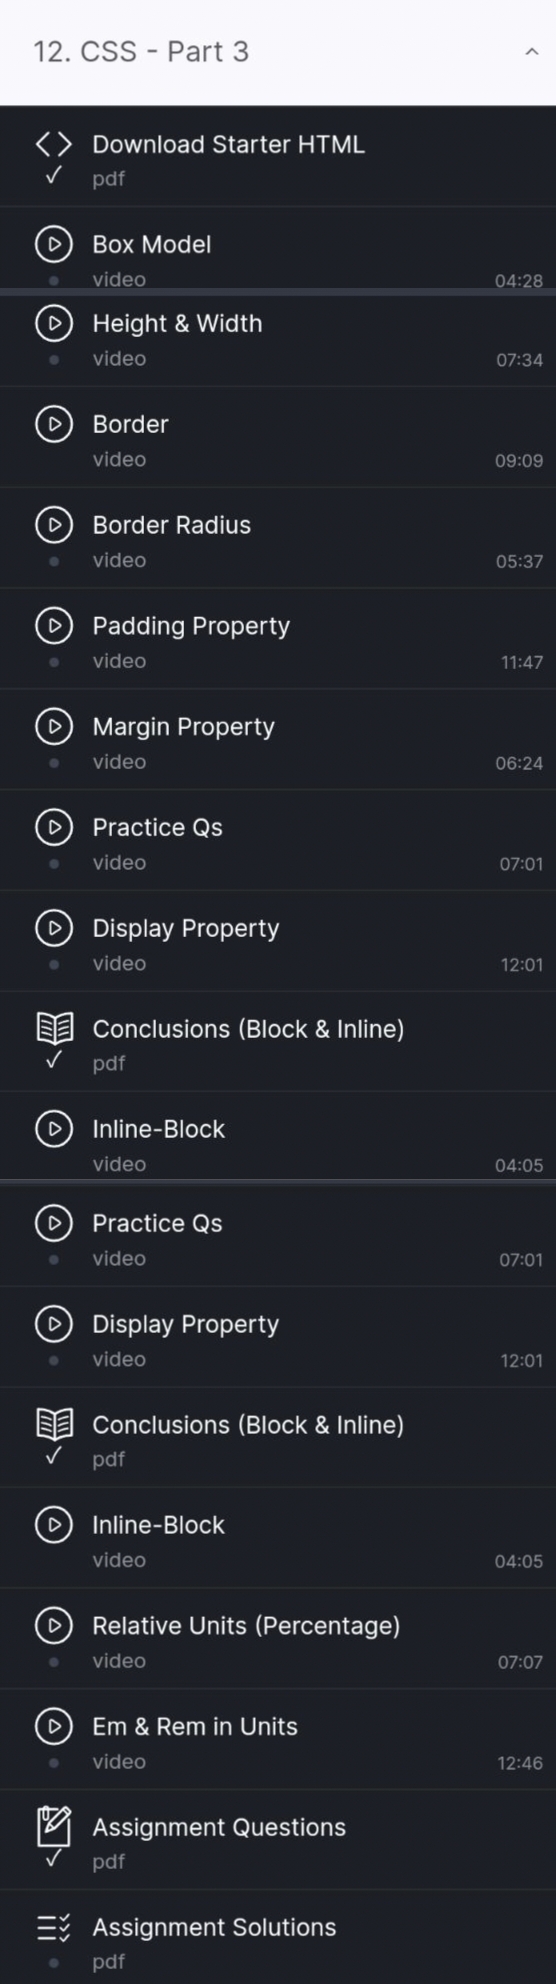 12. CSS - Part 3
Download Starter HTML
pdf
Box Model
video 04:28
Height & Width
video 07:34
Border
video 09:09
Border Radius
video 05:37
Padding Property
video 11:47
Margin Property
video 06:24
Practice Qs
video 07:01
Display Property
video 12:01
Conclusions (Block & Inline)
pdf
Inline-Block
video 04:05
Practice Qs
video 07:01
Display Property
video 12:01
Conclusions (Block & Inline)
pdf
Inline-Block
video 04:05
Relative Units (Percentage)
video 07:07
Em & Rem in Units
video 12:46
Assignment Questions
pdf
Assignment Solutions
pdf